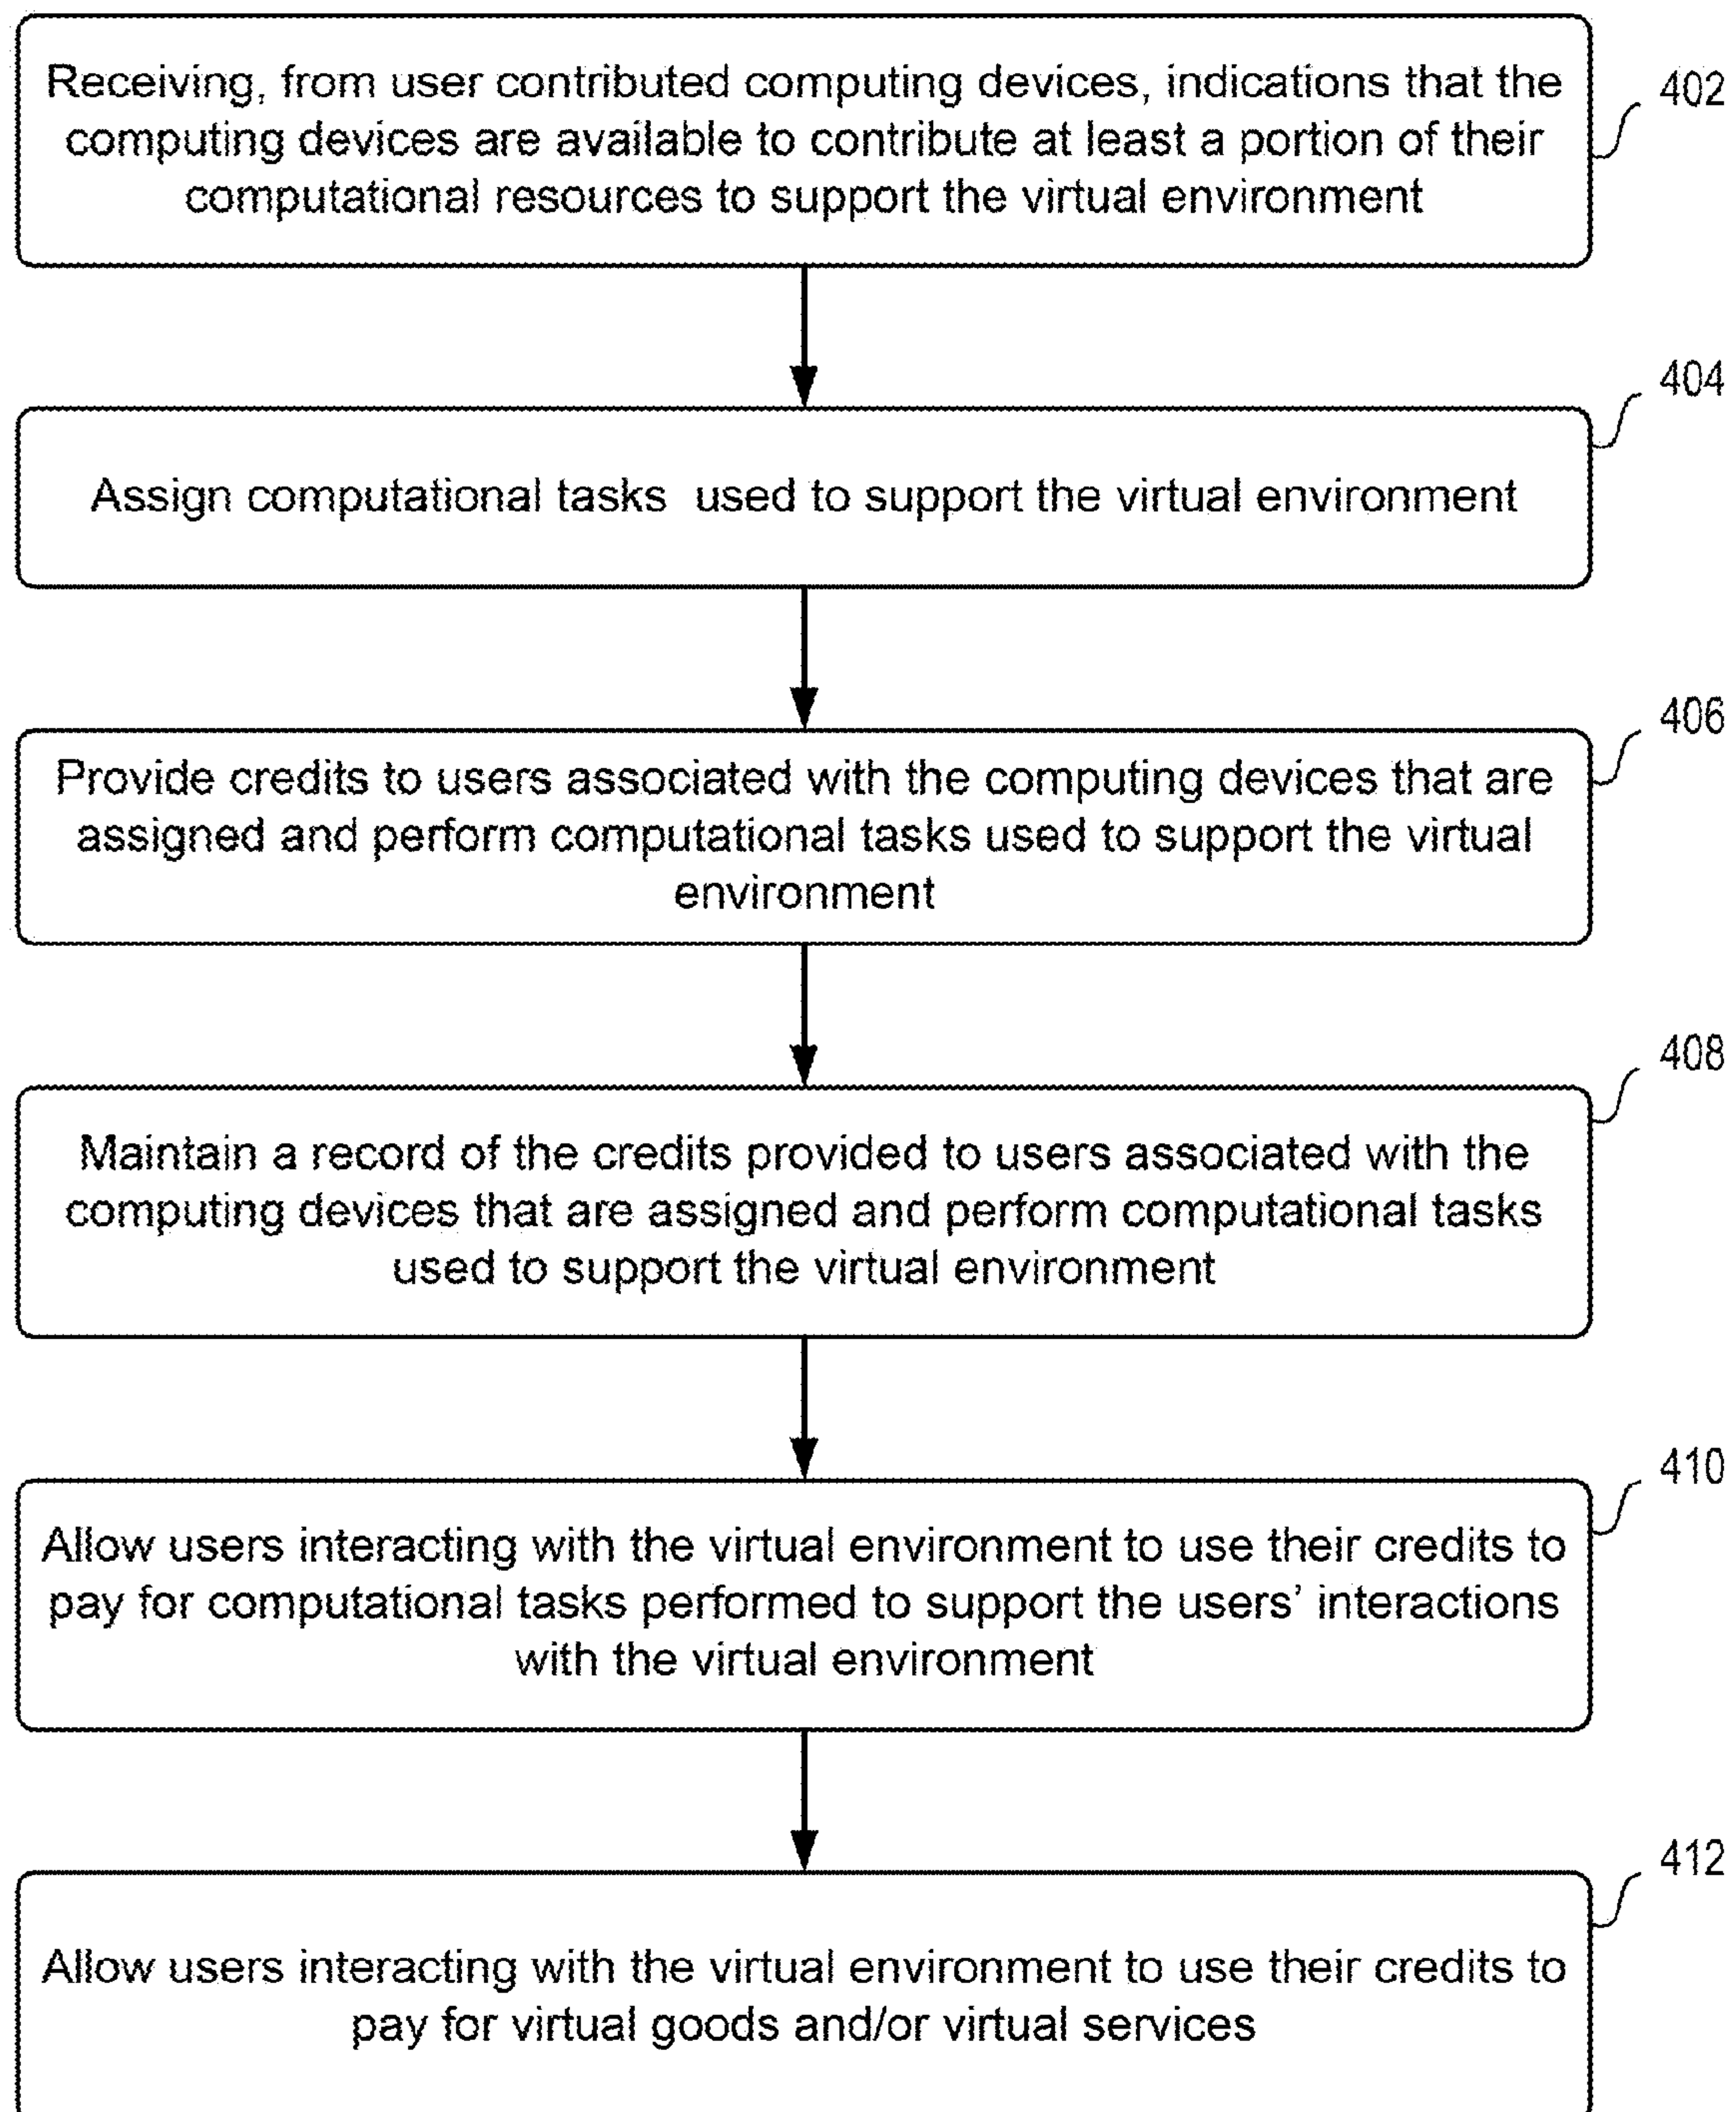 Receiving, from user contributed computing devices, indications that the
computing devices are available to contribute at least a portion of their
computational resources to support the virtual environment
402
Assign computational tasks used to support the virtual environment
404
Provide credits to users associated with the computing devices that are
assigned and perform computational tasks used to support the virtual
environment
406
Maintain a record of the credits provided to users associated with the
computing devices that are assigned and perform computational tasks
used to support the virtual environment
408
Allow users interacting with the virtual environment to use their credits to
pay for computational tasks performed to support the users’ interactions
with the virtual environment
410
Allow users interacting with the virtual environment to use their credits to
pay for virtual goods and/or virtual services
412